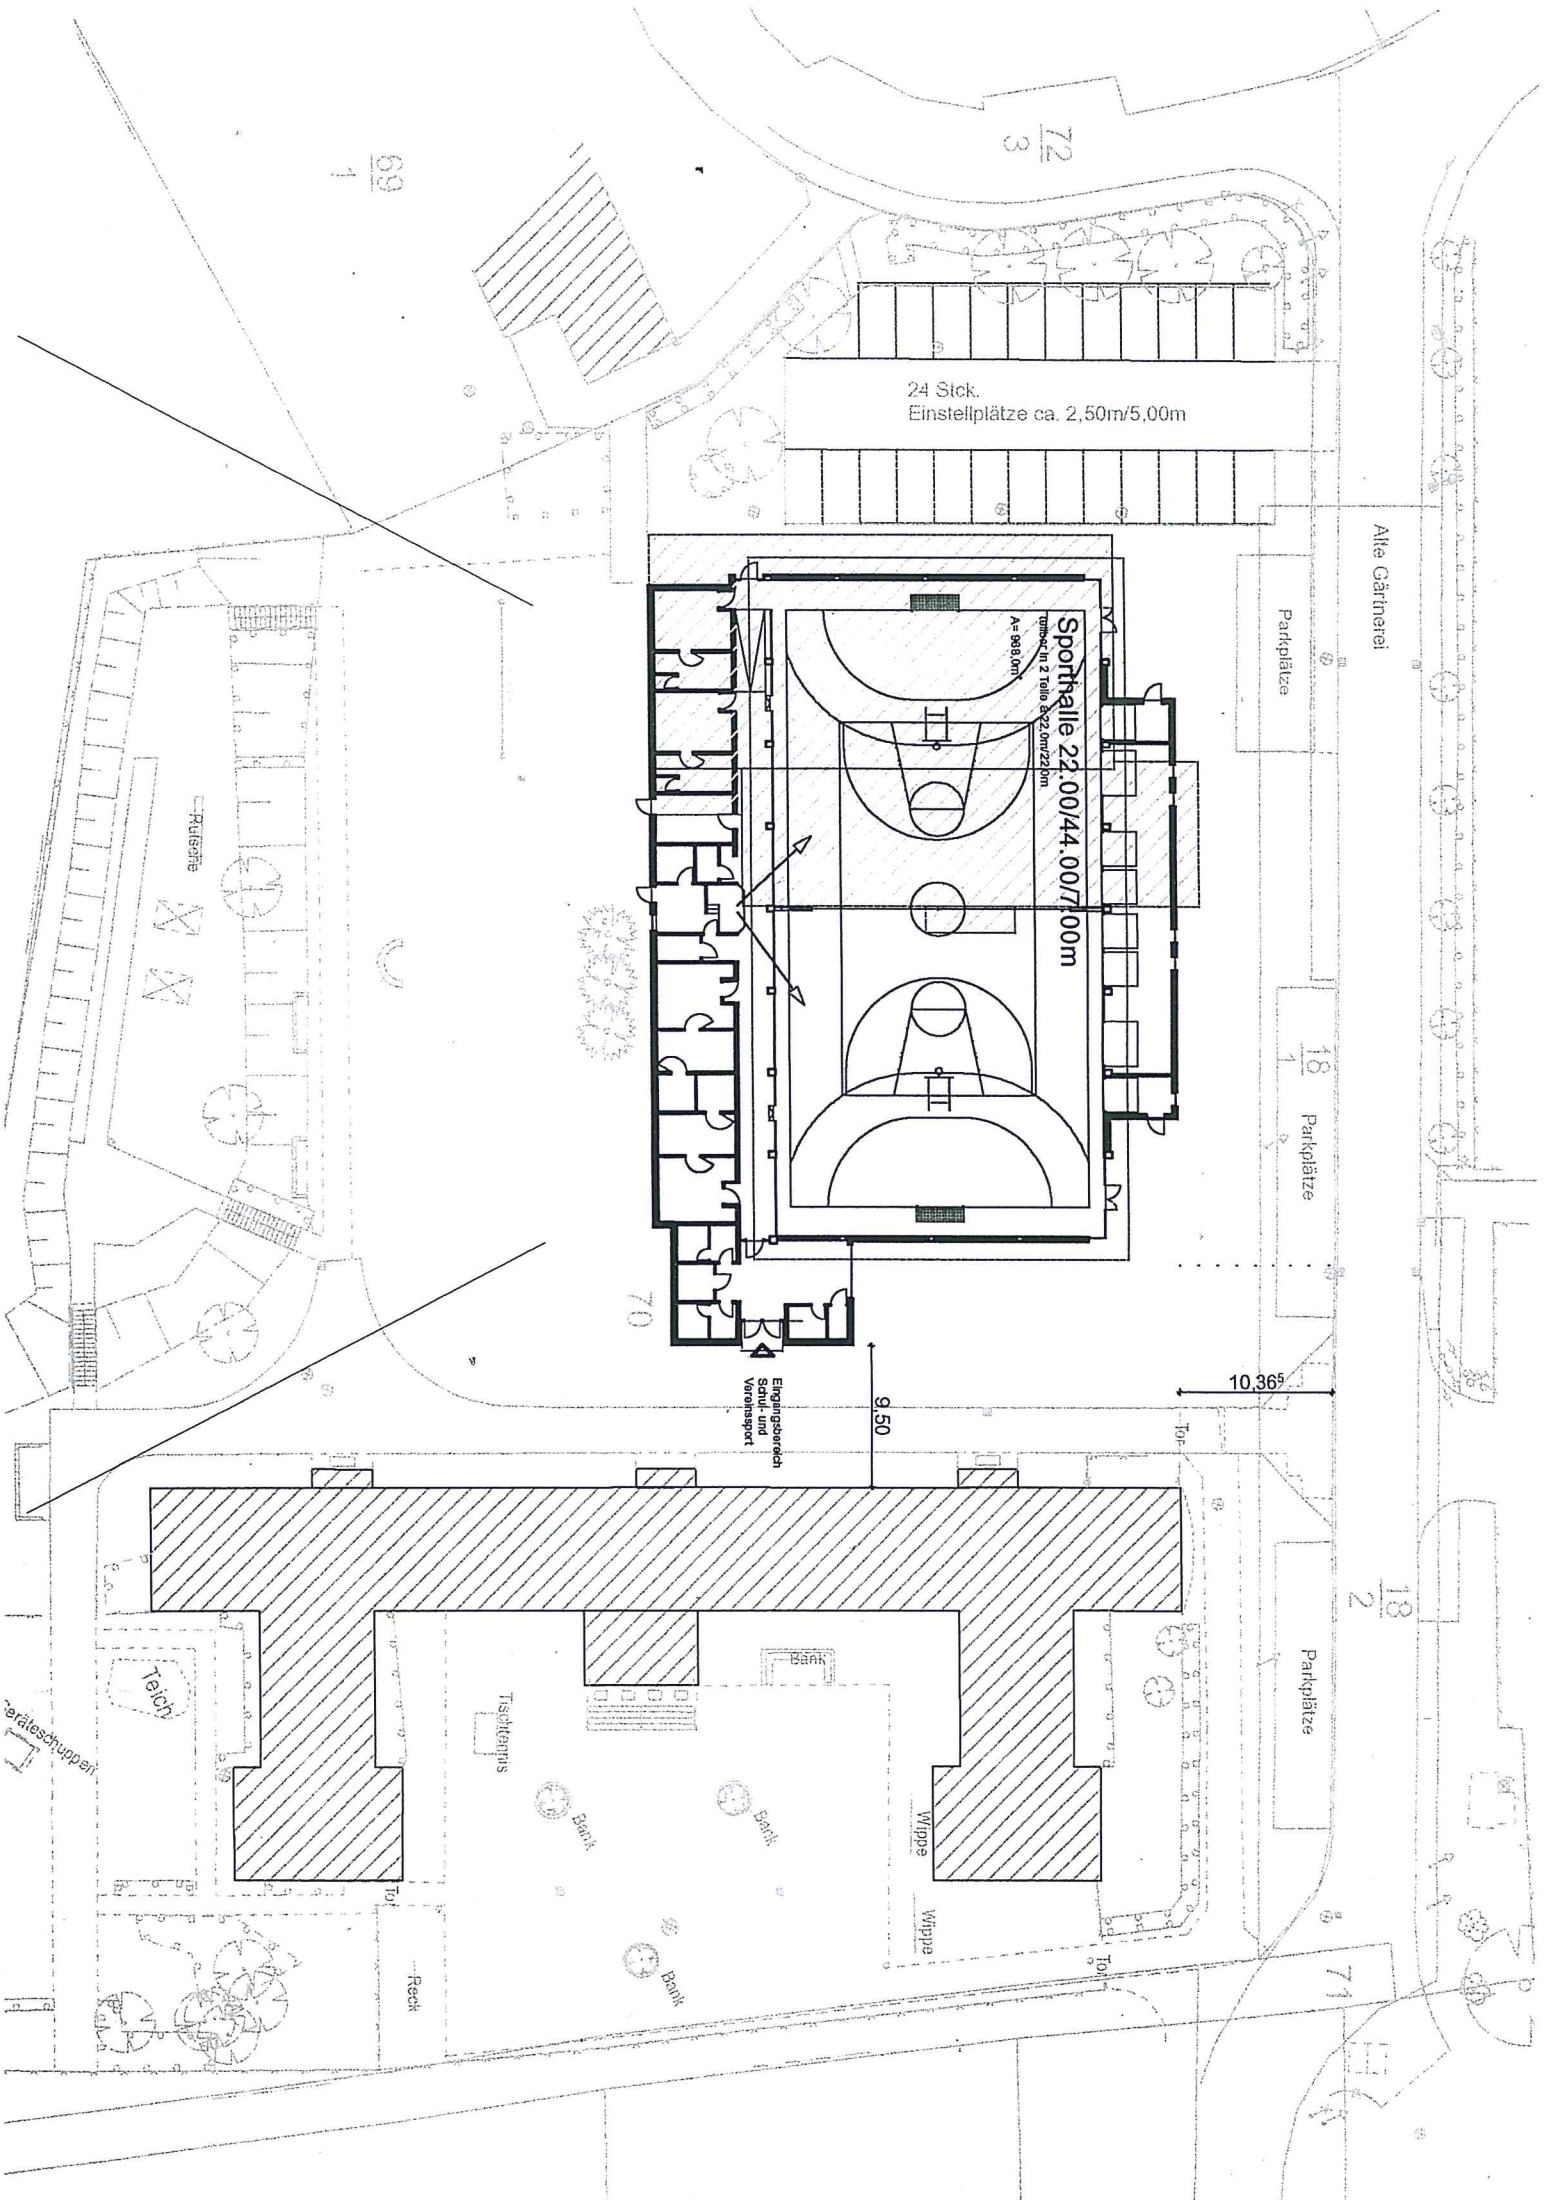 72
3
69
1
24 Stck.
Einstellplätze ca. 2,50m/5,00m
Alte Gärtnerei
Parkplätze
Sporthalle 22.00/44.00/7.00m
in 2 Teile à 22,0m/22,0m
A= 968,0m²
Rutsche
18
1
Parkplätze
70
Eingangsbereich
Schul- und
Vereinssport
9,50
10,36⁵
Tor
18
2
Parkplätze
Bank
Teich
Tischtennis
Geräteschuppen
Bank
Bank
Wippe
Wippe
Tor
Tor
Bank
Reck
71